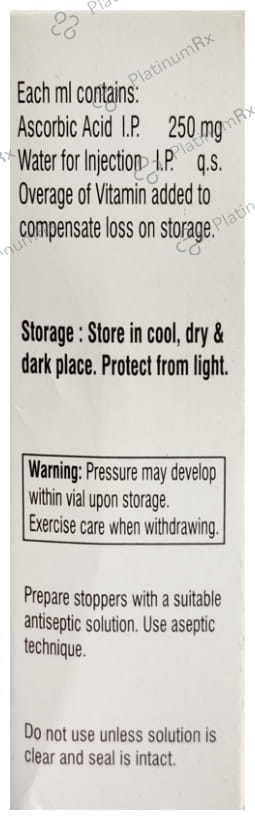 PlatinumRx
PlatinumRx
Each ml contains:
Ascorbic Acid I.P. 250 mg
Water for Injection I.P. q.s.
Overage of Vitamin added to
compensate loss on storage.
Storage : Store in cool, dry &
dark place. Protect from light.
Warning: Pressure may develop
within vial upon storage.
Exercise care when withdrawing.
Prepare stoppers with a suitable
antiseptic solution. Use aseptic
technique.
Do not use unless solution is
clear and seal is intact.